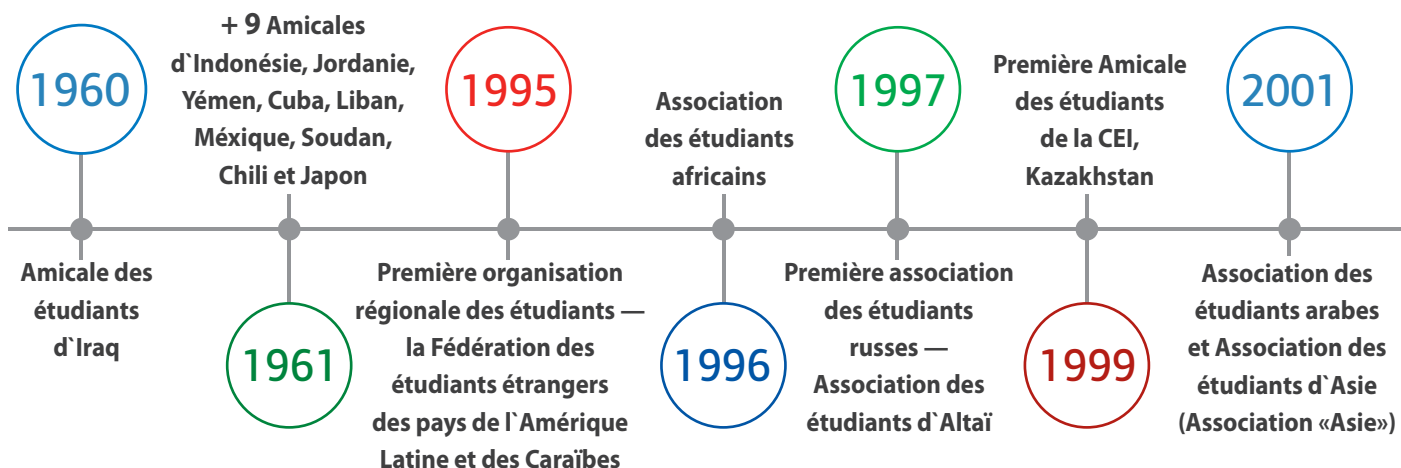 1960
Amicale des
étudiants
d`Iraq
+ 9 Amicales
d`Indonésie, Jordanie,
Yémen, Cuba, Liban,
Méxique, Soudan,
Chili et Japon
1961
1995
Première organisation
régionale des étudiants —
la Fédération des
étudiants étrangers
des pays de l`Amérique
Latine et des Caraïbes
Association
des étudiants
africains
1996
1997
Première association
des étudiants
russes —
Association des
étudiants d`Altaï
Première Amicale
des étudiants
de la CEI,
Kazakhstan
1999
2001
Association des
étudiants arabes
et Association des
étudiants d`Asie
(Association «Asie»)